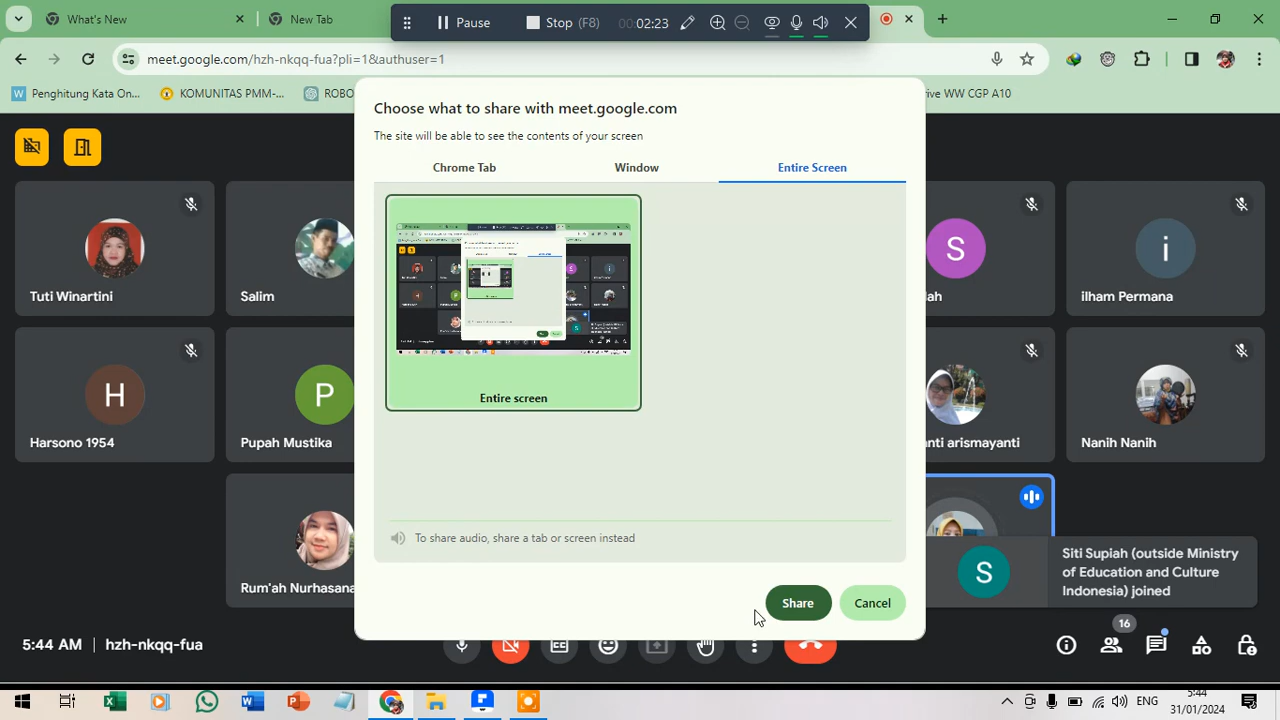 What's New
New Tab
Pause
Stop (F8)
00:02:23
meet.google.com/hzh-nkqq-fua?pli=1&authuser=1
Penghitung Kata On...
KOMUNITAS PMM-...
ROBO
rive WW CGP A10
Choose what to share with meet.google.com
The site will be able to see the contents of your screen
Chrome Tab
Window
Entire Screen
Entire screen
To share audio, share a tab or screen instead
Share
Cancel
Tuti Winartini
Salim
S
lah
i
ilham Permana
H
Harsono 1954
P
Pupah Mustika
anti arismayanti
Nanih Nanih
Rum'ah Nurhasana
S
Siti Supiah (outside Ministry
of Education and Culture
Indonesia) joined
5:44 AM
hzh-nkqq-fua
16
ENG
5:44
31/01/2024